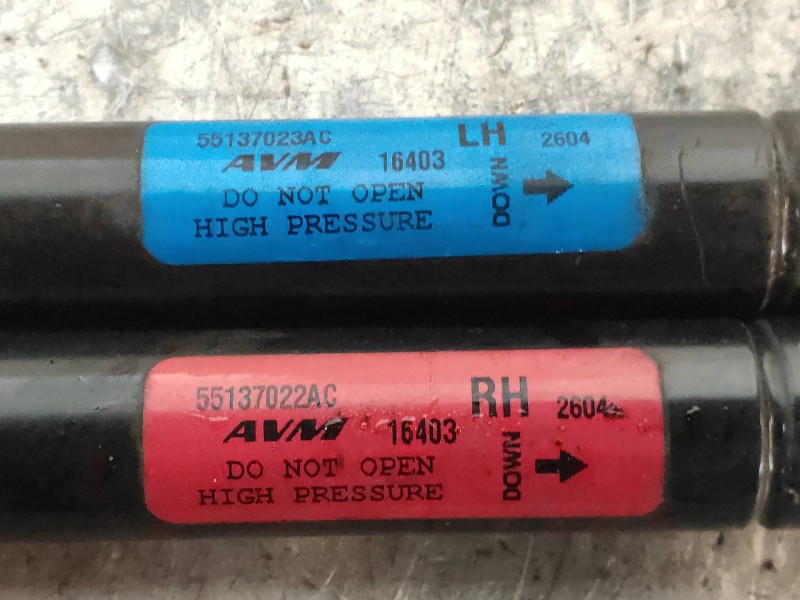 55137023AC LH 2604
AVM 16403
DO NOT OPEN
HIGH PRESSURE
DOWN
55137022AC RH 2604
AVM 16403
DO NOT OPEN
HIGH PRESSURE
DOWN